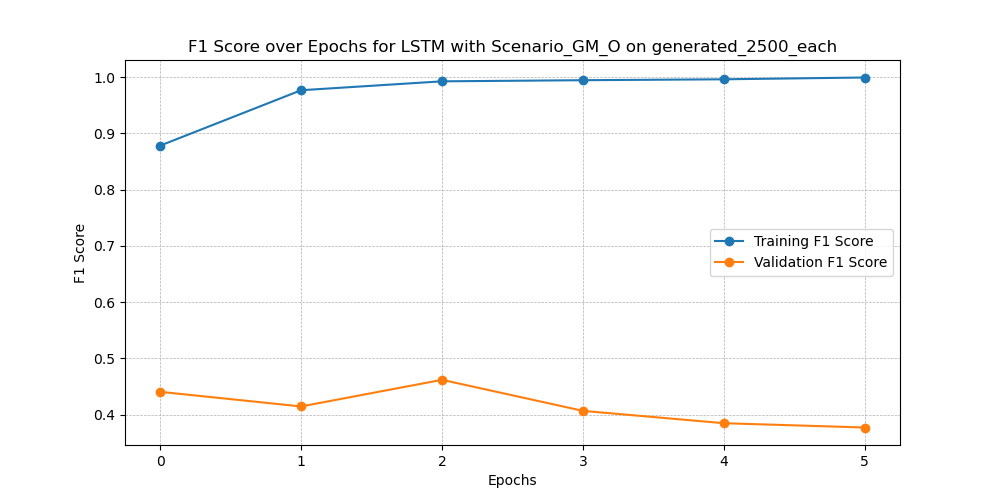 F1 Score over Epochs for LSTM with Scenario_GM_O on generated_2500_each
1.0
0.9
0.8
0.7
0.6
0.5
0.4
F1 Score
Training F1 Score
Validation F1 Score
0 1 2 3 4 5
Epochs